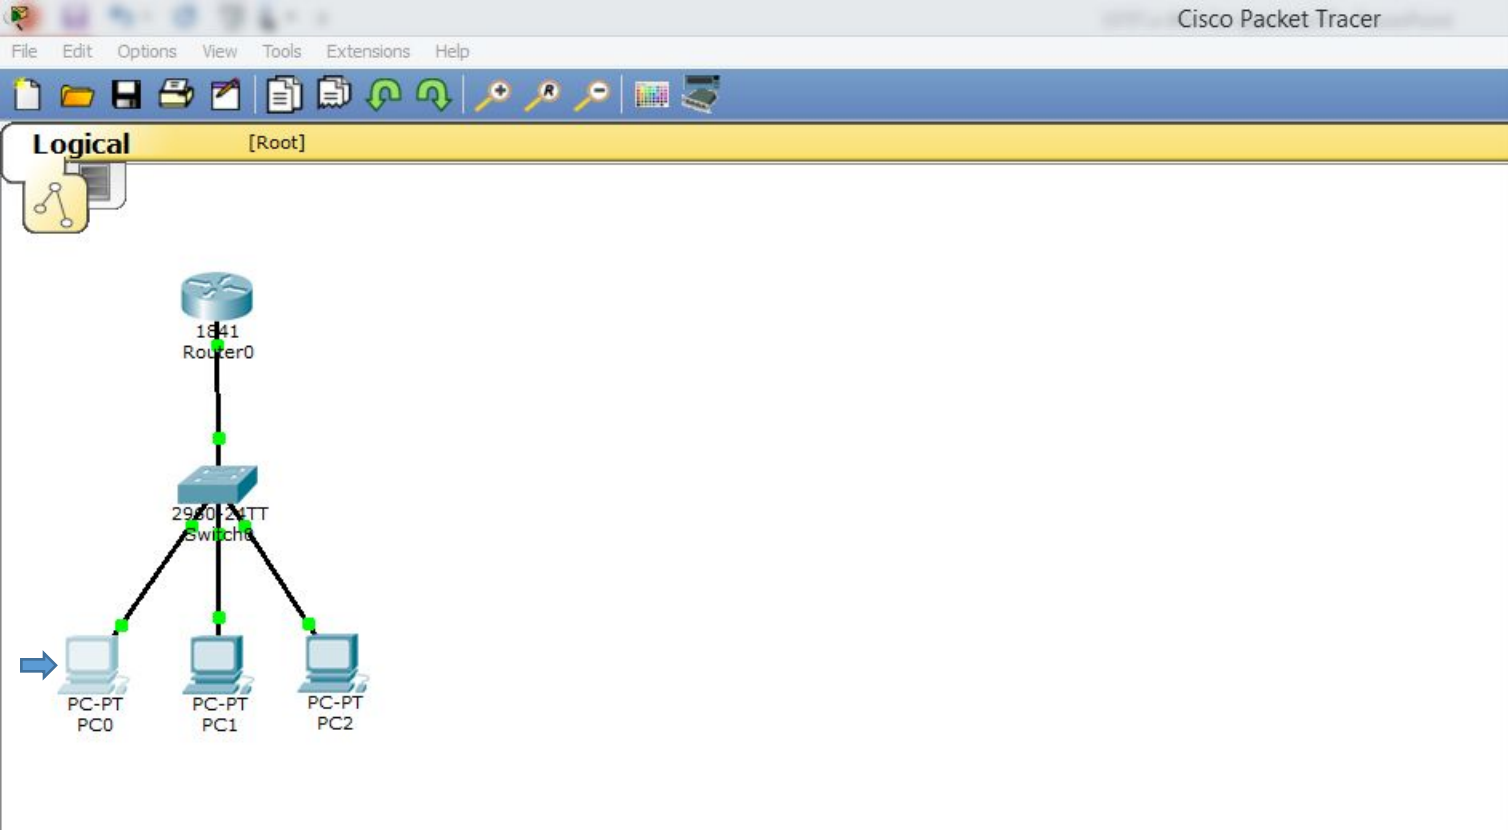 Cisco Packet Tracer
File Edit Options View Tools Extensions Help
R
Logical [Root]
1841
Router0
2960-24TT
Switch0
PC-PT
PC0
PC-PT
PC1
PC-PT
PC2